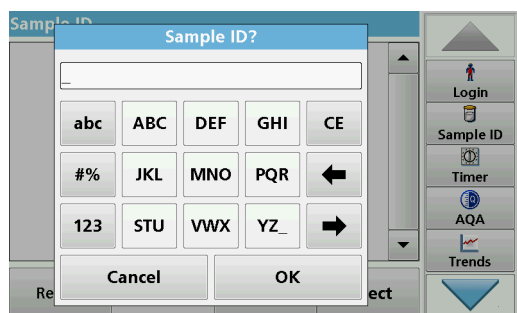 Sample ID
Sample ID?
_
abc ABC DEF GHI CE
#% JKL MNO PQR
123 STU VWX YZ_
Cancel OK
Re ect
Login
Sample ID
Timer
AQA
Trends